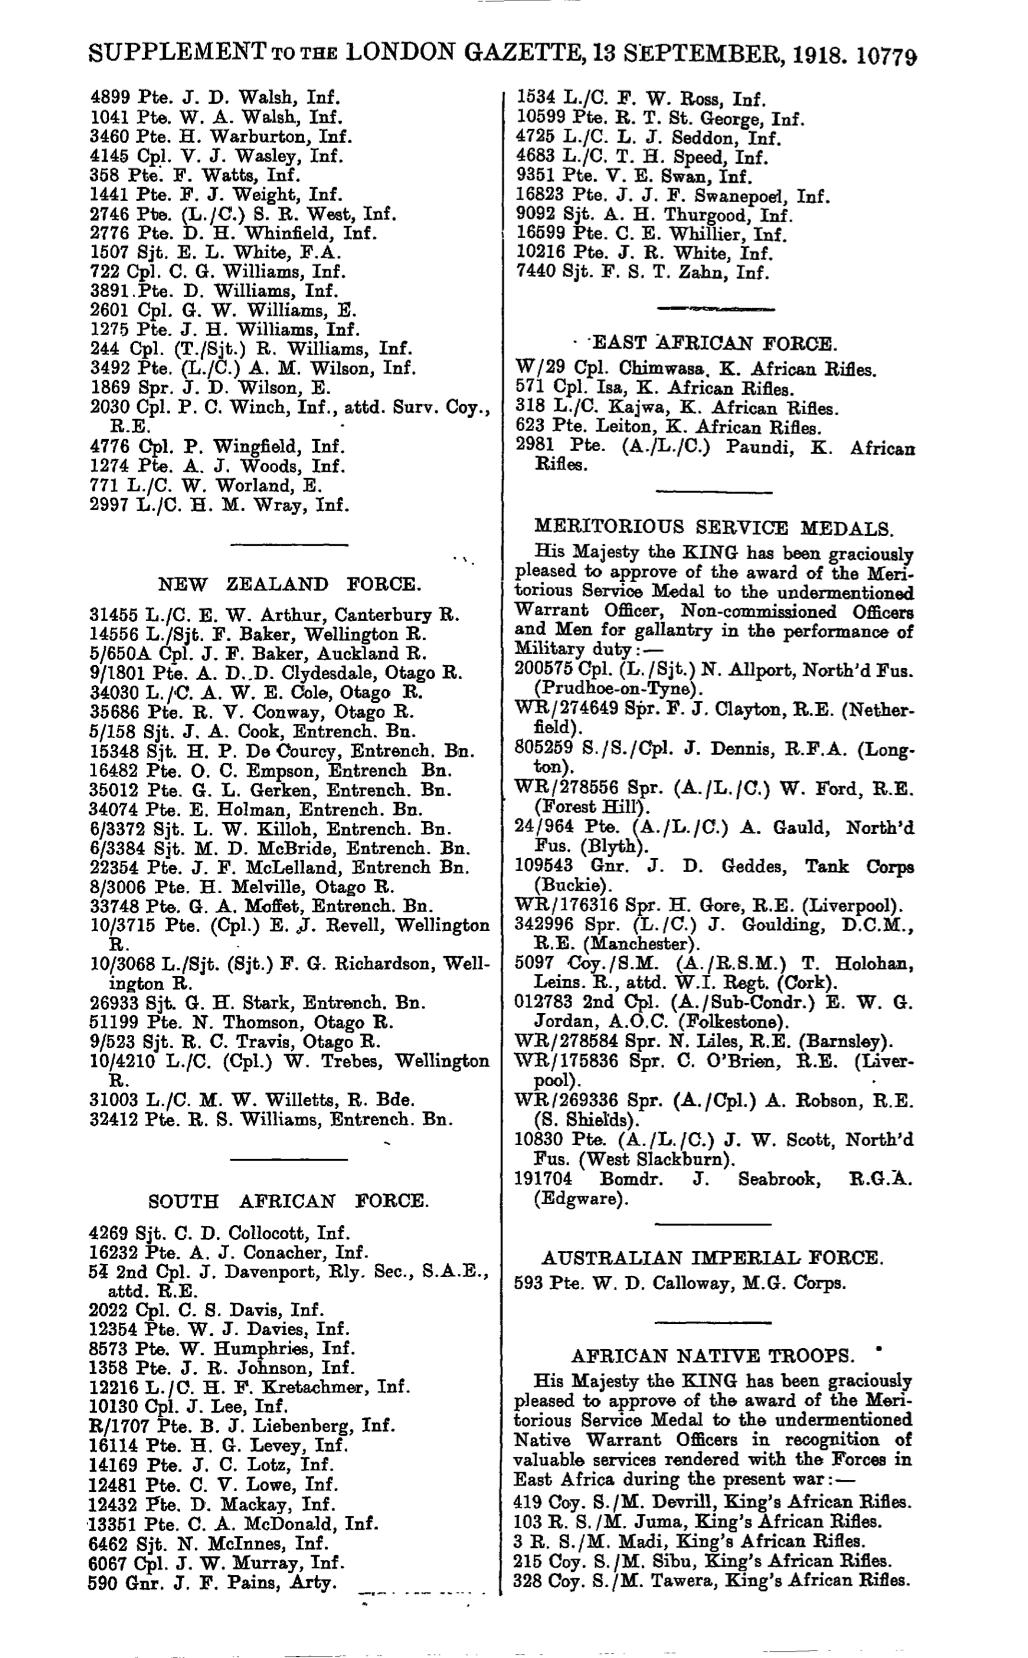 SUPPLEMENT TO THE LONDON GAZETTE, 13 SEPTEMBER, 1918. 10779
4899 Pte. J. D. Walsh, Inf.
1041 Pte. W. A. Walsh, Inf.
3460 Pte. H. Warburton, Inf.
4145 Cpl. V. J. Wasley, Inf.
358 Pte. F. Watts, Inf.
1441 Pte. F. J. Weight, Inf.
2746 Pte. (L./C.) S. R. West, Inf.
2776 Pte. D. H. Whinfield, Inf.
1507 Sjt. E. L. White, F.A.
722 Cpl. C. G. Williams, Inf.
3891 Pte. D. Williams, Inf.
2601 Cpl. G. W. Williams, E.
1275 Pte. J. H. Williams, Inf.
244 Cpl. (T./Sjt.) R. Williams, Inf.
3492 Pte. (L./C.) A. M. Wilson, Inf.
1869 Spr. J. D. Wilson, E.
2030 Cpl. P. C. Winch, Inf., attd. Surv. Coy.,
R.E.
4776 Cpl. P. Wingfield, Inf.
1274 Pte. A. J. Woods, Inf.
771 L./C. W. Worland, E.
2997 L./C. H. M. Wray, Inf.
NEW ZEALAND FORCE.
31455 L./C. E. W. Arthur, Canterbury R.
14556 L./Sjt. F. Baker, Wellington R.
5/650A Cpl. J. F. Baker, Auckland R.
9/1801 Pte. A. D. D. Clydesdale, Otago R.
34030 L./C. A. W. E. Cole, Otago R.
35686 Pte. R. V. Conway, Otago R.
5/158 Sjt. J. A. Cook, Entrench. Bn.
15348 Sjt. H. P. De Courcy, Entrench. Bn.
16482 Pte. O. C. Empson, Entrench Bn.
35012 Pte. G. L. Gerken, Entrench. Bn.
34074 Pte. E. Holman, Entrench. Bn.
6/3372 Sjt. L. W. Killoh, Entrench. Bn.
6/3384 Sjt. M. D. McBride, Entrench. Bn.
22354 Pte. J. F. McLelland, Entrench Bn.
8/3006 Pte. H. Melville, Otago R.
33748 Pte. G. A. Moffet, Entrench. Bn.
10/3715 Pte. (Cpl.) E. J. Revell, Wellington
R.
10/3068 L./Sjt. (Sjt.) F. G. Richardson, Well-
ington R.
26933 Sjt. G. H. Stark, Entrench. Bn.
51199 Pte. N. Thomson, Otago R.
9/523 Sjt. R. C. Travis, Otago R.
10/4210 L./C. (Cpl.) W. Trebes, Wellington
R.
31003 L./C. M. W. Willetts, R. Bde.
32412 Pte. R. S. Williams, Entrench. Bn.
SOUTH AFRICAN FORCE.
4269 Sjt. C. D. Collocott, Inf.
16232 Pte. A. J. Conacher, Inf.
54 2nd Cpl. J. Davenport, Rly. Sec., S.A.E.,
attd. R.E.
2022 Cpl. C. S. Davis, Inf.
12354 Pte. W. J. Davies, Inf.
8573 Pte. W. Humphries, Inf.
1358 Pte. J. R. Johnson, Inf.
12216 L./C. H. F. Kretschmer, Inf.
10130 Cpl. J. Lee, Inf.
R/1707 Pte. B. J. Liebenberg, Inf.
16114 Pte. H. G. Levey, Inf.
14169 Pte. J. C. Lotz, Inf.
12481 Pte. C. V. Lowe, Inf.
12432 Pte. D. Mackay, Inf.
13351 Pte. C. A. McDonald, Inf.
6462 Sjt. N. McInnes, Inf.
6067 Cpl. J. W. Murray, Inf.
590 Gnr. J. F. Pains, Arty.
1534 L./C. F. W. Ross, Inf.
10599 Pte. R. T. St. George, Inf.
4725 L./C. L. J. Seddon, Inf.
4683 L./C. T. H. Speed, Inf.
9351 Pte. V. E. Swan, Inf.
16823 Pte. J. J. F. Swanepoel, Inf.
9092 Sjt. A. H. Thurgood, Inf.
16599 Pte. C. E. Whillier, Inf.
10216 Pte. J. R. White, Inf.
7440 Sjt. F. S. T. Zahn, Inf.
EAST AFRICAN FORCE.
W/29 Cpl. Chimwasa, K. African Rifles.
571 Cpl. Isa, K. African Rifles.
318 L./C. Kajwa, K. African Rifles.
623 Pte. Leiton, K. African Rifles.
2981 Pte. (A./L./C.) Paundi, K. African
Rifles.
MERITORIOUS SERVICE MEDALS.
His Majesty the KING has been graciously
pleased to approve of the award of the Meri-
torious Service Medal to the undermentioned
Warrant Officer, Non-commissioned Officers
and Men for gallantry in the performance of
Military duty:—
200575 Cpl. (L./Sjt.) N. Allport, North'd Fus.
(Prudhoe-on-Tyne).
WR/274649 Spr. F. J. Clayton, R.E. (Nether-
field).
805259 S./S./Cpl. J. Dennis, R.F.A. (Long-
ton).
WR/278556 Spr. (A./L./C.) W. Ford, R.E.
(Forest Hill).
24/964 Pte. (A./L./C.) A. Gauld, North'd
Fus. (Blyth).
109543 Gnr. J. D. Geddes, Tank Corps
(Buckie).
WR/176316 Spr. H. Gore, R.E. (Liverpool).
342996 Spr. (L./C.) J. Goulding, D.C.M.,
R.E. (Manchester).
5097 Coy./S.M. (A./R.S.M.) T. Holohan,
Leins. R., attd. W.I. Regt. (Cork).
012783 2nd Cpl. (A./Sub-Condr.) E. W. G.
Jordan, A.O.C. (Folkestone).
WR/278584 Spr. N. Liles, R.E. (Barnsley).
WR/175836 Spr. C. O'Brien, R.E. (Liver-
pool).
WR/269336 Spr. (A./Cpl.) A. Robson, R.E.
(S. Shields).
10830 Pte. (A./L./C.) J. W. Scott, North'd
Fus. (West Slackburn).
191704 Bomdr. J. Seabrook, R.G.A.
(Edgware).
AUSTRALIAN IMPERIAL FORCE.
593 Pte. W. D. Calloway, M.G. Corps.
AFRICAN NATIVE TROOPS.
His Majesty the KING has been graciously
pleased to approve of the award of the Meri-
torious Service Medal to the undermentioned
Native Warrant Officers in recognition of
valuable services rendered with the Forces in
East Africa during the present war:—
419 Coy. S./M. Devrill, King's African Rifles.
103 R. S./M. Juma, King's African Rifles.
3 R. S./M. Madi, King's African Rifles.
215 Coy. S./M. Sibu, King's African Rifles.
328 Coy. S./M. Tawera, King's African Rifles.